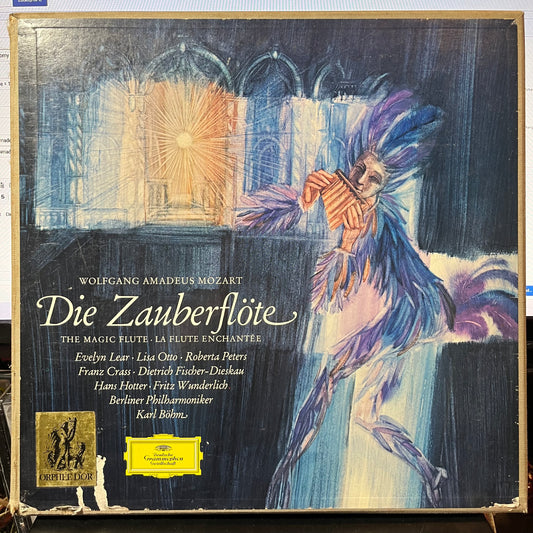 WOLFGANG AMADEUS MOZART
Die Zauberflöte
THE MAGIC FLUTE · LA FLUTE ENCHANTÉE
Evelyn Lear · Lisa Otto · Roberta Peters
Franz Crass · Dietrich Fischer-Dieskau
Hans Hotter · Fritz Wunderlich
Berliner Philharmoniker
Karl Böhm
ORPHEE D'OR
Deutsche
Grammophon
Gesellschaft